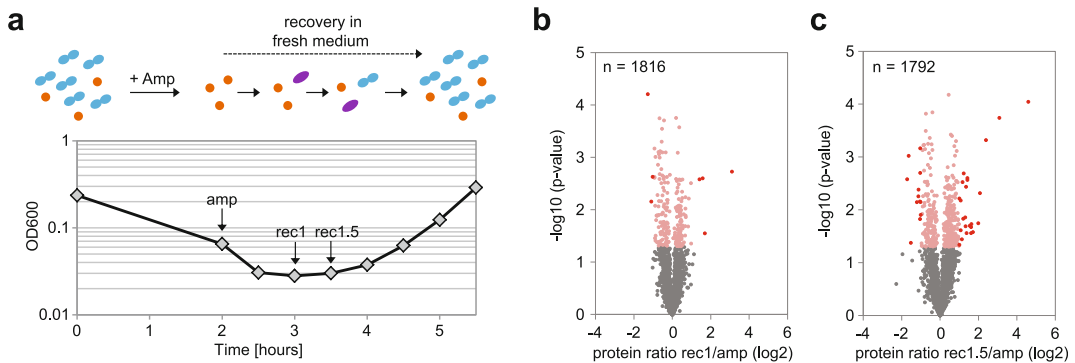 a
recovery in
fresh medium
+ Amp
1
0.1
0.01
OD600
amp
rec1
rec1.5
0
1
2
3
4
5
Time [hours]
b
n = 1816
5
4
3
2
1
0
-log10 (p-value)
-4
-2
0
2
4
6
protein ratio rec1/amp (log2)
c
n = 1792
5
4
3
2
1
0
-log10 (p-value)
-4
-2
0
2
4
6
protein ratio rec1.5/amp (log2)